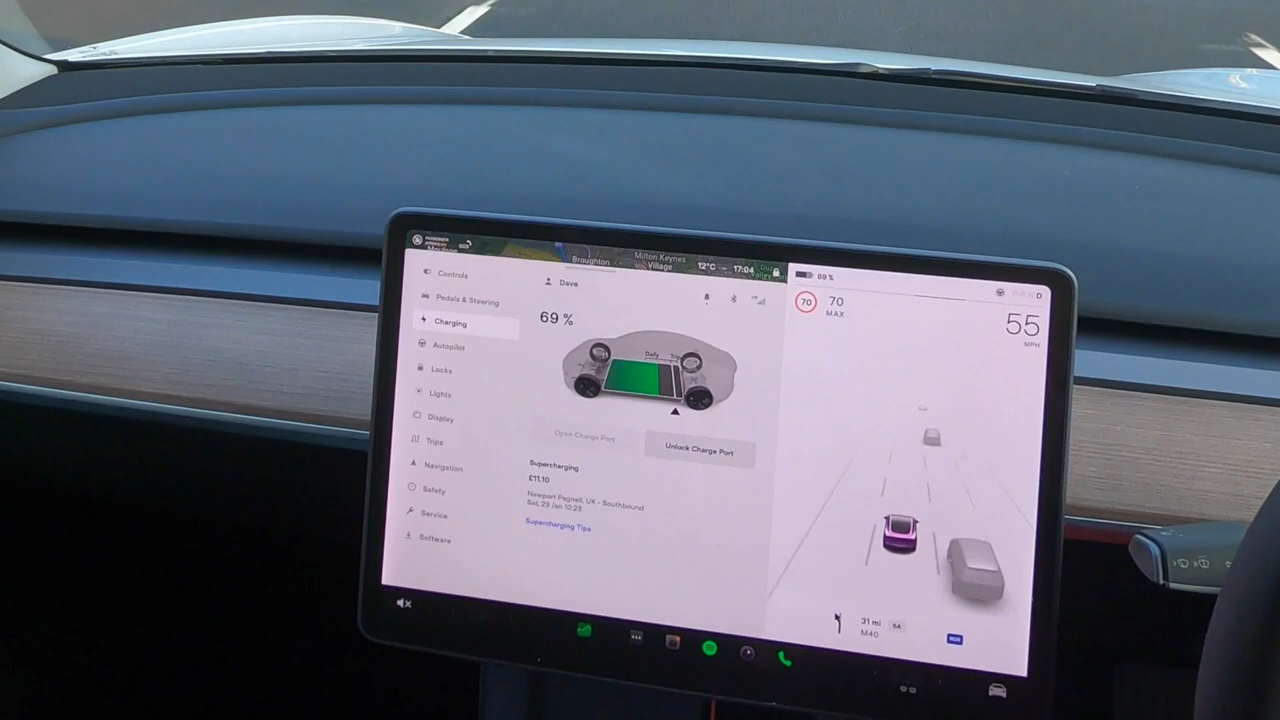 Broughton
Milton Keynes
Village
12°C
17:04
Controls
Pedals & Steering
Charging
Autopilot
Locks
Lights
Display
Trips
Navigation
Safety
Service
Software
Dave
69 %
Daily
Trip
Open Charge Port
Unlock Charge Port
Supercharging
£11.10
Newport Pagnell, UK - Southbound
Sat, 29 Jan 10:25
Supercharging Tips
69 %
D
70
70
MAX
55
MPH
31 mi
M40